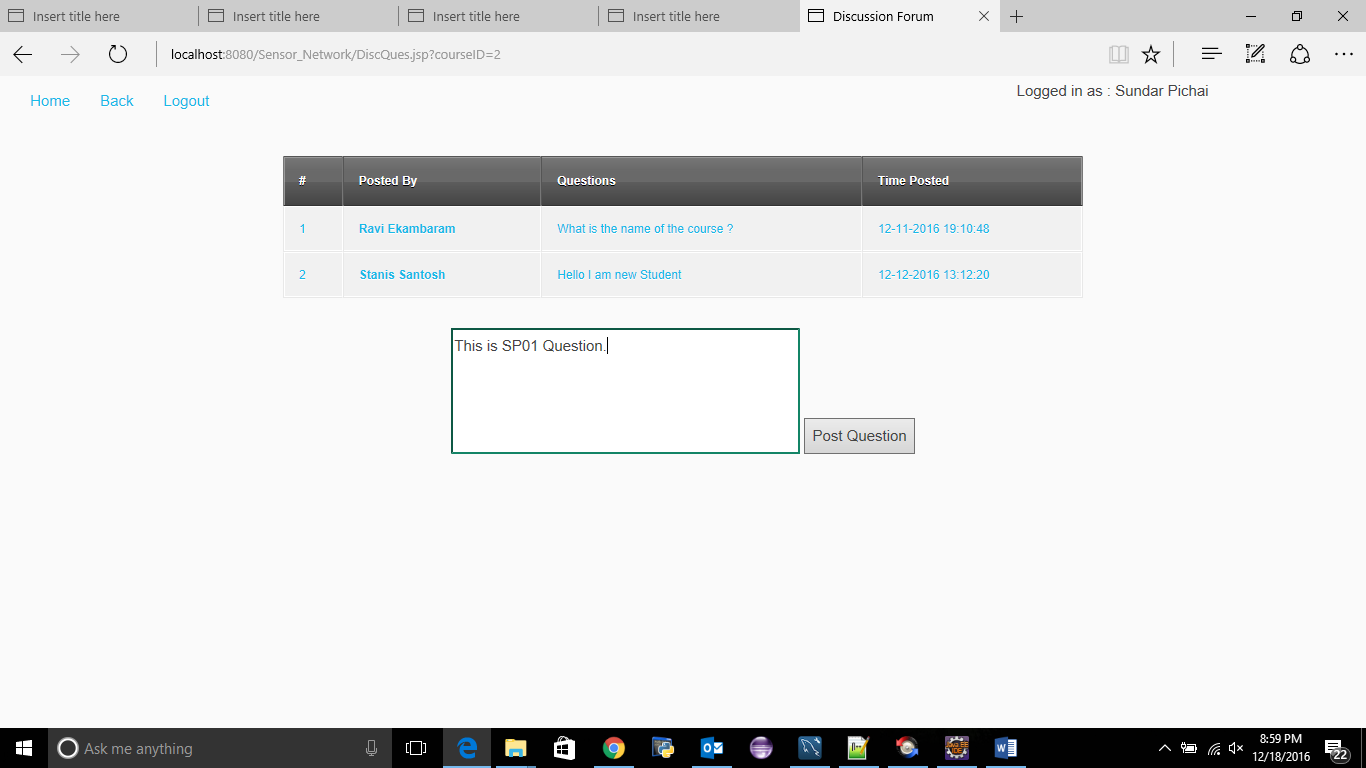 Insert title here Insert title here Insert title here Insert title here Discussion Forum
localhost:8080/Sensor_Network/DiscQues.jsp?courseID=2
Home Back Logout Logged in as : Sundar Pichai
# Posted By Questions Time Posted
1 Ravi Ekambaram What is the name of the course ? 12-11-2016 19:10:48
2 Stanis Santosh Hello I am new Student 12-12-2016 13:12:20
This is SP01 Question.
Post Question
Ask me anything
8:59 PM
12/18/2016
22